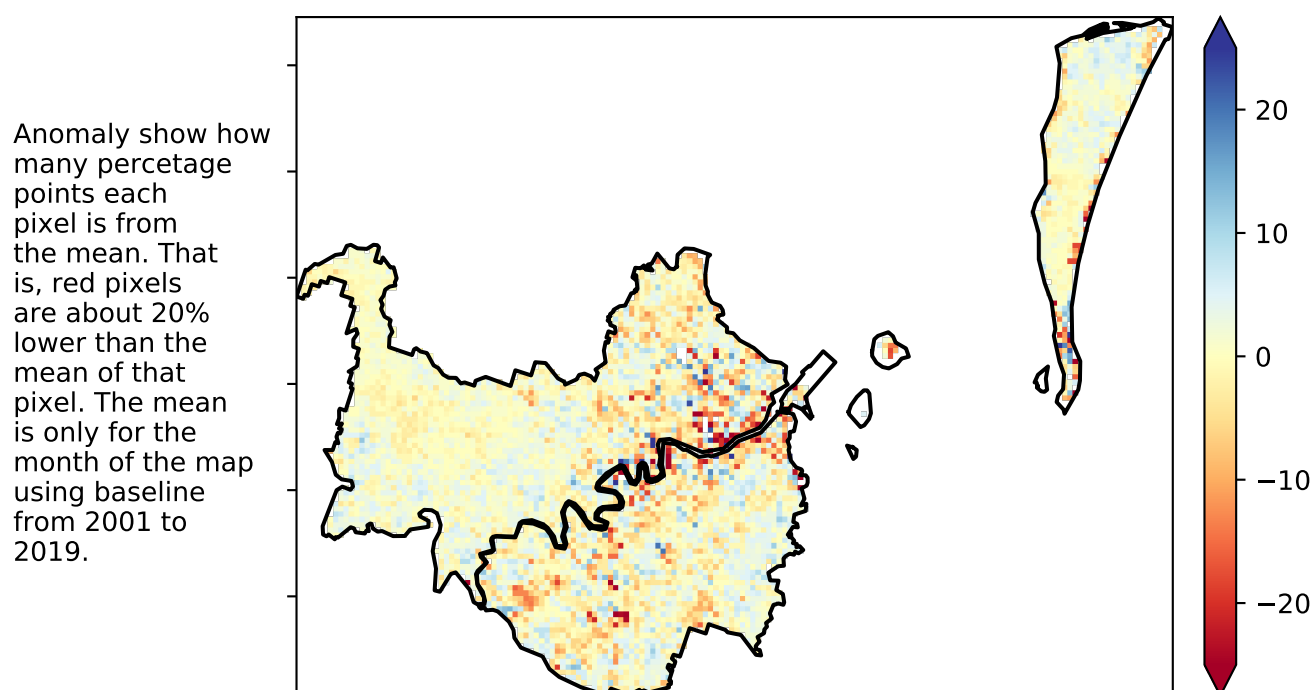 Anomaly show how
many percetage
points each
pixel is from
the mean. That
is, red pixels
are about 20%
lower than the
mean of that
pixel. The mean
is only for the
month of the map
using baseline
from 2001 to
2019.
20
10
0
−10
−20